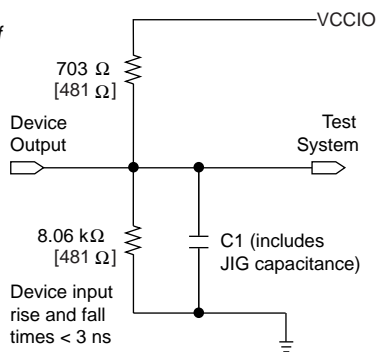 f
VCCIO
703 Ω
[481 Ω]
Device
Output
Test
System
8.06 kΩ
[481 Ω]
C1 (includes
JIG capacitance)
Device input
rise and fall
times < 3 ns